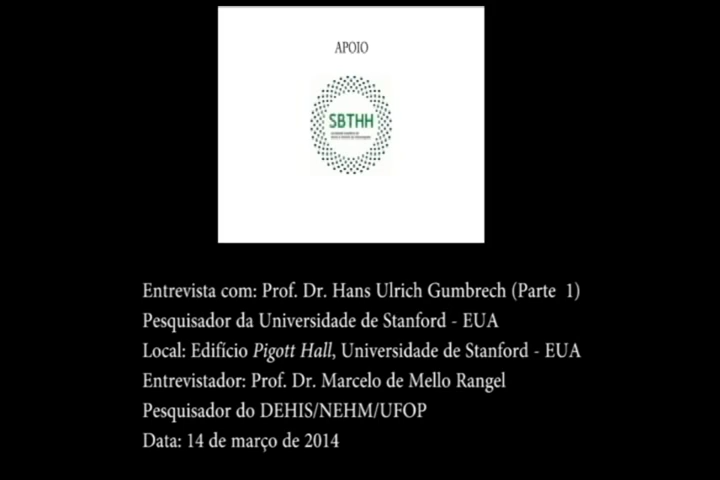 APOIO
SBTHH
Entrevista com: Prof. Dr. Hans Ulrich Gumbrech (Parte 1)
Pesquisador da Universidade de Stanford - EUA
Local: Edifício Pigott Hall, Universidade de Stanford - EUA
Entrevistador: Prof. Dr. Marcelo de Mello Rangel
Pesquisador do DEHIS/NEHM/UFOP
Data: 14 de março de 2014